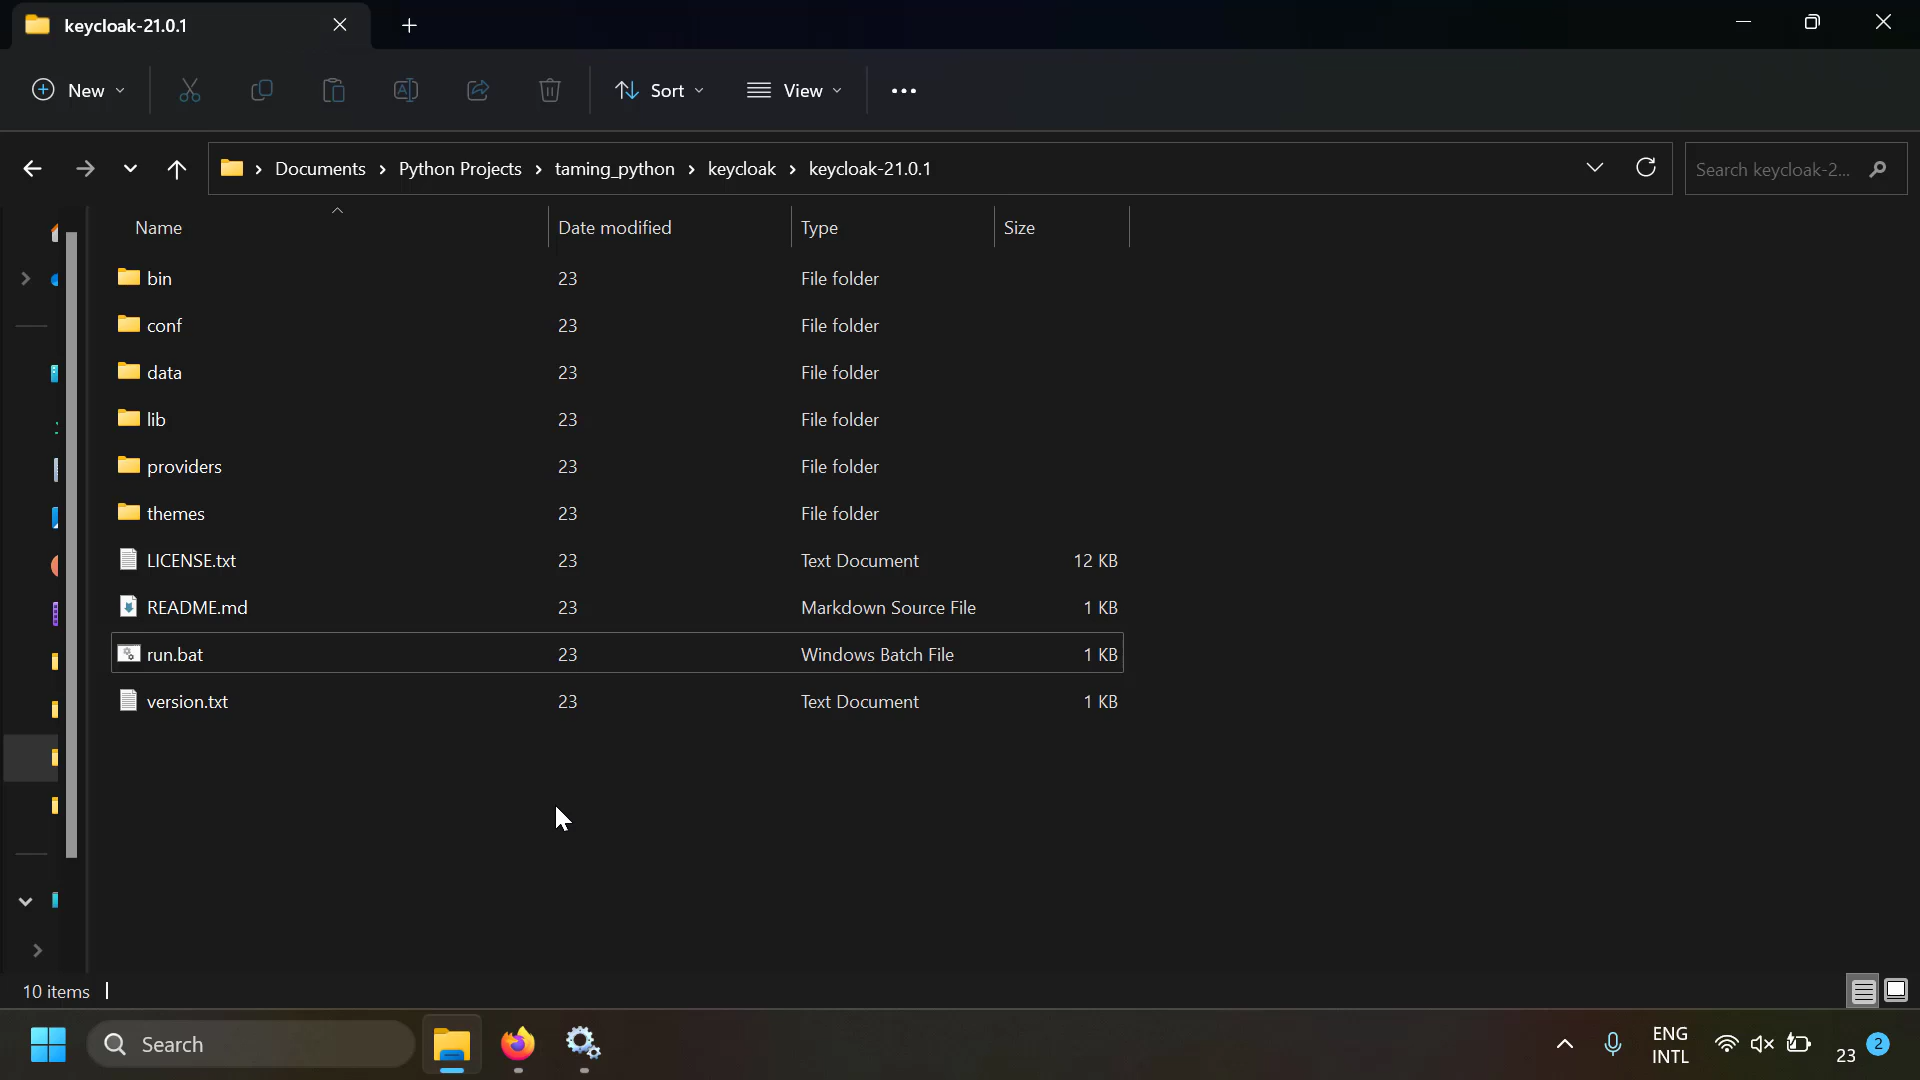 keycloak-21.0.1
New Sort View
Documents Python Projects taming_python keycloak keycloak-21.0.1 Search keycloak-2...
Name Date modified Type Size
bin 23 File folder
conf 23 File folder
data 23 File folder
lib 23 File folder
providers 23 File folder
themes 23 File folder
LICENSE.txt 23 Text Document 12 KB
README.md 23 Markdown Source File 1 KB
run.bat 23 Windows Batch File 1 KB
version.txt 23 Text Document 1 KB
10 items
Search ENG INTL 23 2